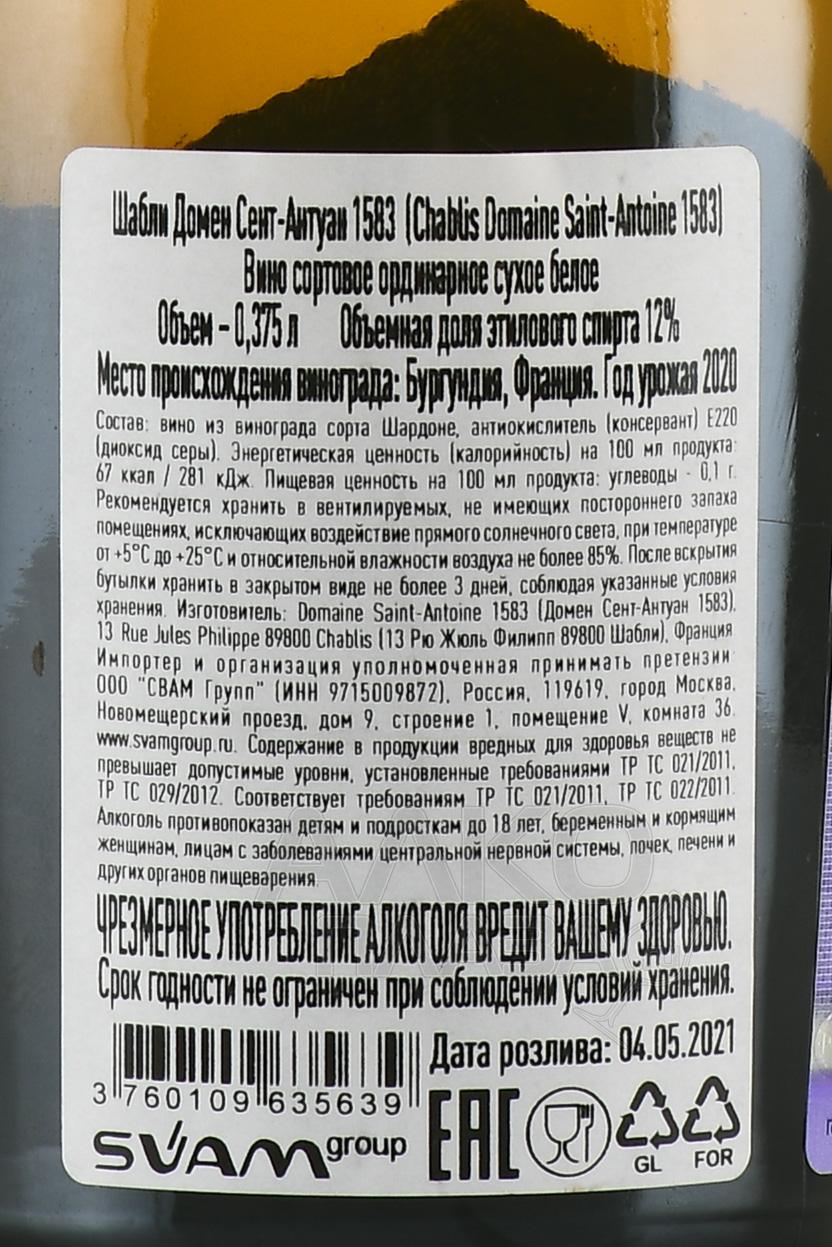 Шабли Домен Сент-Антуан 1583 (Chablis Domaine Saint-Antoine 1583)
Вино сортовое ординарное сухое белое
Объем – 0,375 л Объемная доля этилового спирта 12%
Место происхождения винограда: Бургундия, Франция. Год урожая 2020
Состав: вино из винограда сорта Шардоне, антиокислитель (консервант) Е220
(диоксид серы). Энергетическая ценность (калорийность) на 100 мл продукта:
67 ккал / 281 кДж. Пищевая ценность на 100 мл продукта: углеводы - 0,1 г.
Рекомендуется хранить в вентилируемых, не имеющих постороннего запаха
помещениях, исключающих воздействие прямого солнечного света, при температуре
от +5°С до +25°С и относительной влажности воздуха не более 85%. После вскрытия
бутылки хранить в закрытом виде не более 3 дней, соблюдая указанные условия
хранения. Изготовитель: Domaine Saint-Antoine 1583 (Домен Сент-Антуан 1583),
13 Rue Jules Philippe 89800 Chablis (13 Рю Жюль Филипп 89800 Шабли), Франция
Импортер и организация уполномоченная принимать претензии:
ООО "СВАМ Групп" (ИНН 9715009872), Россия, 119619, город Москва,
Новомещерский проезд, дом 9, строение 1, помещение V, комната 36.
www.svamgroup.ru. Содержание в продукции вредных для здоровья веществ не
превышает допустимые уровни, установленные требованиями ТР ТС 021/2011,
ТР ТС 029/2012. Соответствует требованиям ТР ТС 021/2011, ТР ТС 022/2011.
Алкоголь противопоказан детям и подросткам до 18 лет, беременным и кормящим
женщинам, лицам с заболеваниями центральной нервной системы, почек, печени и
других органов пищеварения.
ЧРЕЗМЕРНОЕ УПОТРЕБЛЕНИЕ АЛКОГОЛЯ ВРЕДИТ ВАШЕМУ ЗДОРОВЬЮ.
Срок годности не ограничен при соблюдении условий хранения.
Дата розлива: 04.05.2021
3 760109 635639
SVAM group
ЕАС
GL FOR